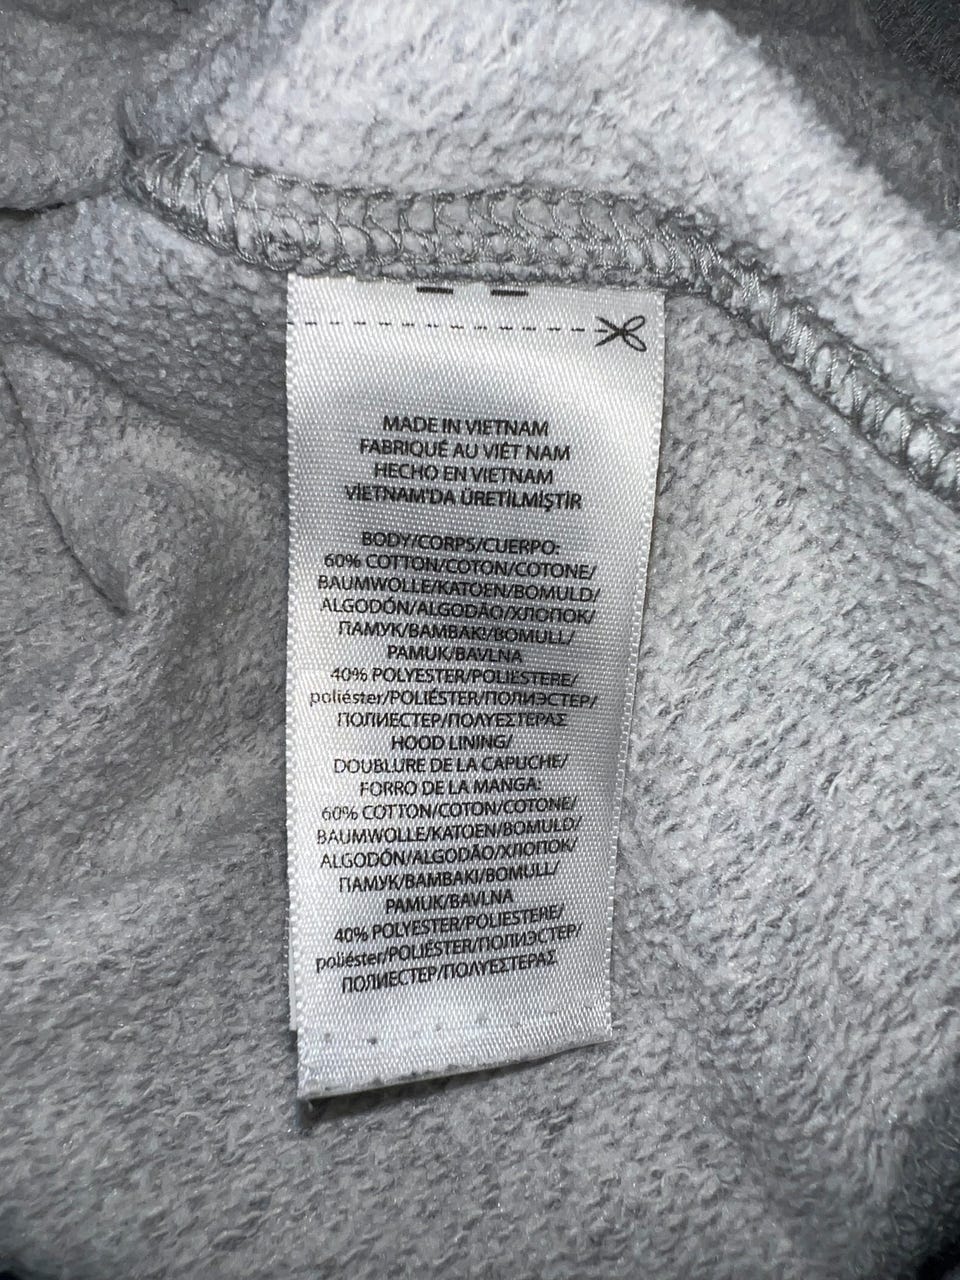 MADE IN VIETNAM
FABRIQUÉ AU VIÊT NAM
HECHO EN VIETNAM
VİETNAM'DA ÜRETİLMİŞTİR
BODY/CORPS/CUERPO:
60% COTTON/COTON/COTONE/
BAUMWOLLE/KATOEN/BOMULD/
ALGODÓN/ALGODÃO/ХЛОПОК/
ПАМУК/ΒΑΜΒΑΚΙ/BOMULL/
PAMUK/BAVLNA
40% POLYESTER/POLIESTERE/
poliéster/POLIÉSTER/ПОЛИЭСТЕР/
ПОЛИЕСТЕР/ΠΟΛΥΕΣΤΕΡΑΣ
HOOD LINING/
DOUBLURE DE LA CAPUCHE/
FORRO DE LA MANGA:
60% COTTON/COTON/COTONE/
BAUMWOLLE/KATOEN/BOMULD/
ALGODÓN/ALGODÃO/ХЛОПОК/
ПАМУК/ΒΑΜΒΑΚΙ/BOMULL/
PAMUK/BAVLNA
40% POLYESTER/POLIESTERE/
poliéster/POLIÉSTER/ПОЛИЭСТЕР/
ПОЛИЕСТЕР/ΠΟΛΥΕΣΤΕΡΑΣ